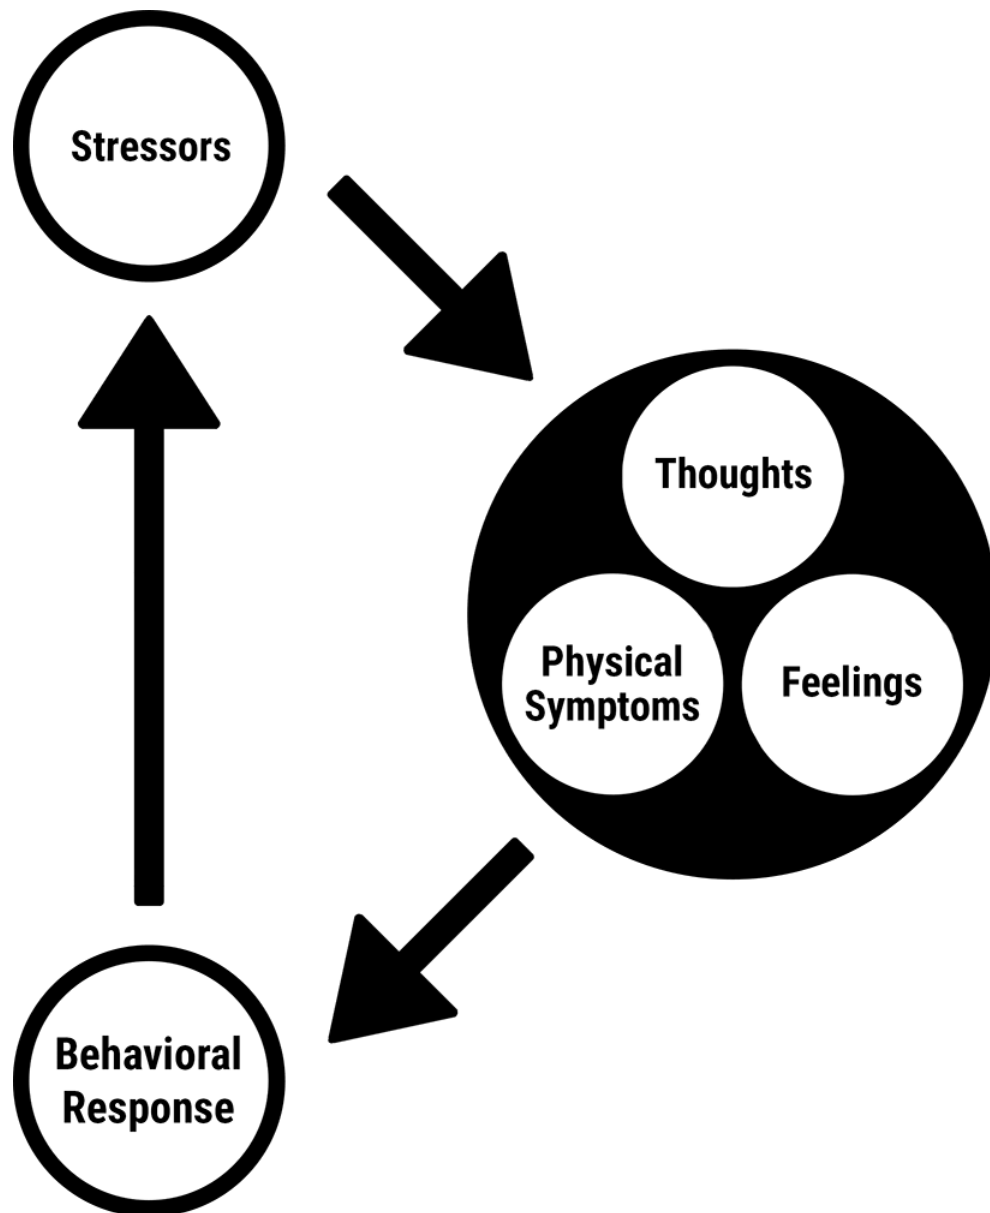 Stressors
Thoughts
Physical
Symptoms
Feelings
Behavioral
Response